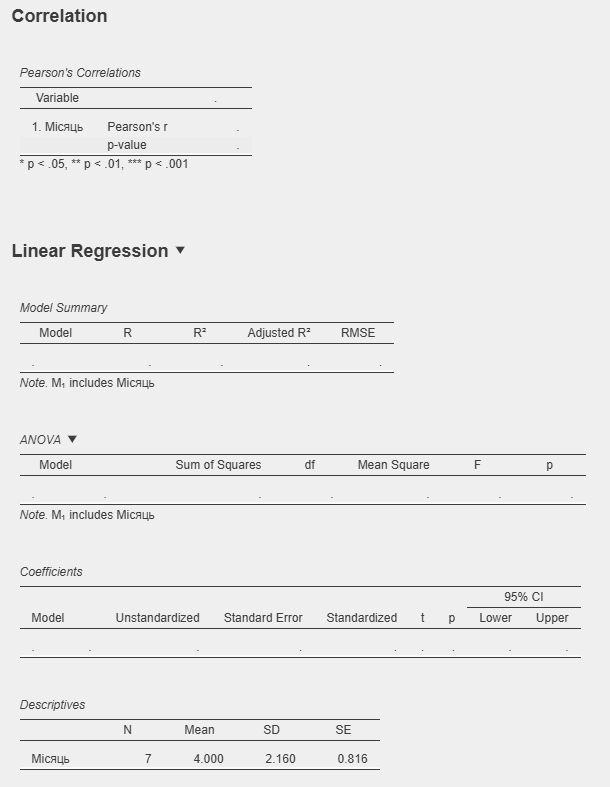 Correlation
Pearson's Correlations
Variable .
1. Місяць Pearson's r .
p-value .
* p < .05, ** p < .01, *** p < .001
Linear Regression ▼
Model Summary
Model R R² Adjusted R² RMSE
. . . . .
Note. M₁ includes Місяць
ANOVA ▼
Model Sum of Squares df Mean Square F p
. . . . . . .
Note. M₁ includes Місяць
Coefficients
95% CI
Model Unstandardized Standard Error Standardized t p Lower Upper
. . . . . . . . .
Descriptives
N Mean SD SE
Місяць 7 4.000 2.160 0.816